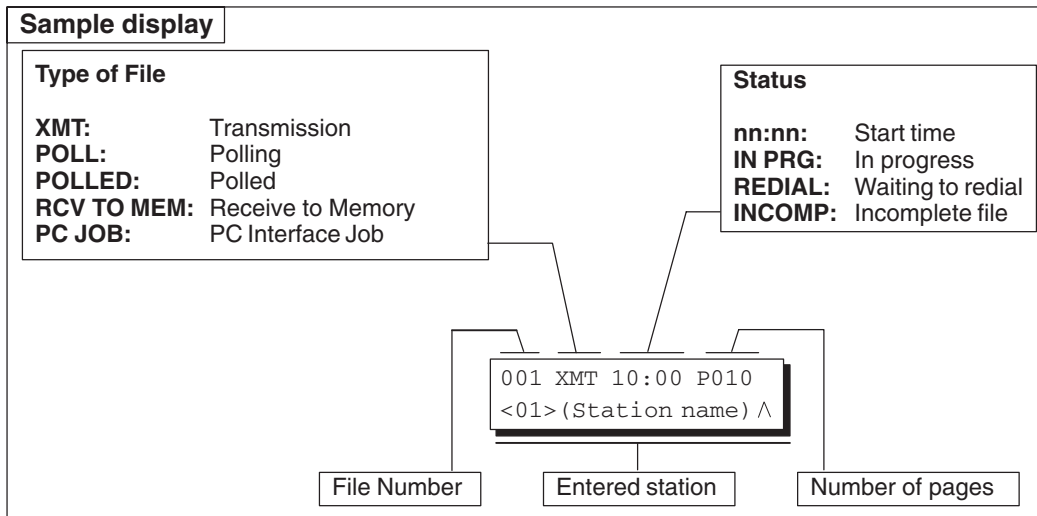 Sample display
Type of File
XMT: Transmission
POLL: Polling
POLLED: Polled
RCV TO MEM: Receive to Memory
PC JOB: PC Interface Job
Status
nn:nn: Start time
IN PRG: In progress
REDIAL: Waiting to redial
INCOMP: Incomplete file
001 XMT 10:00 P010
<01>(Station name) ∧
File Number
Entered station
Number of pages